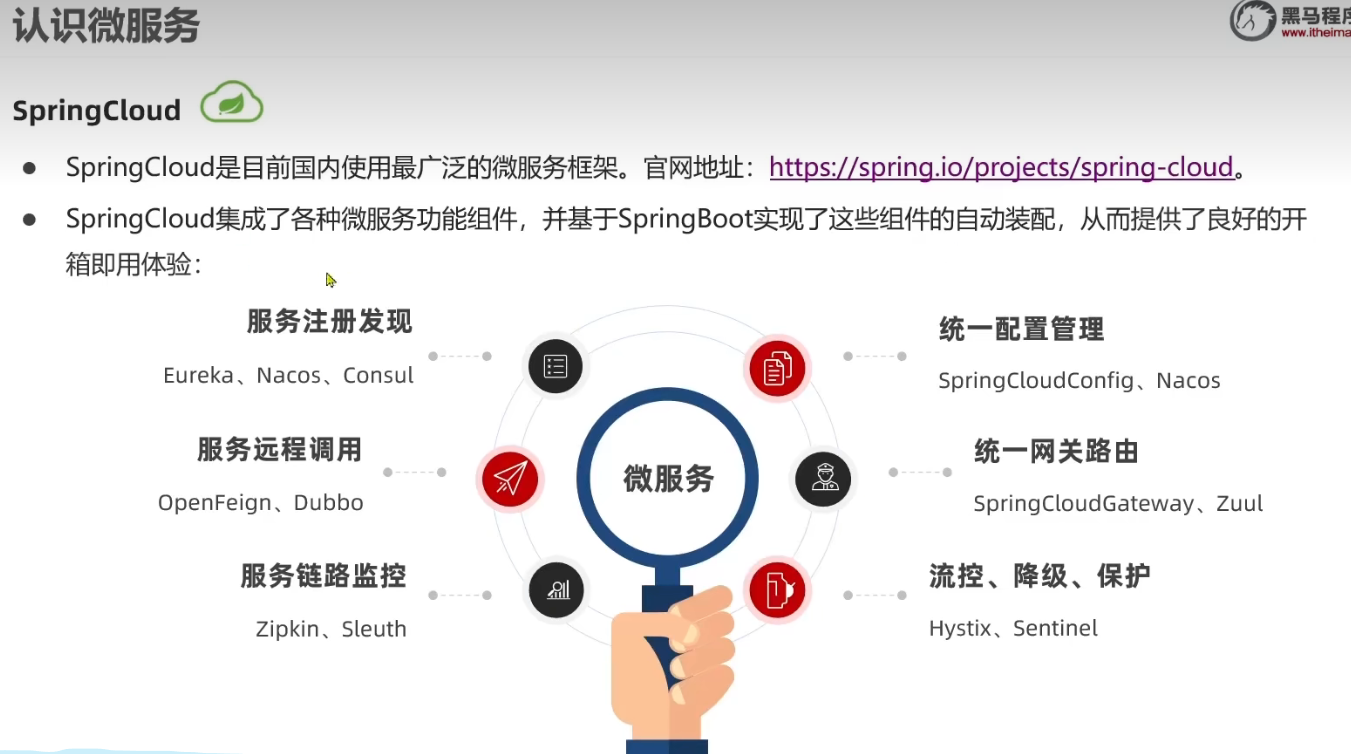 认识微服务
黑马程序
www.itheima
SpringCloud
SpringCloud是目前国内使用最广泛的微服务框架。官网地址：https://spring.io/projects/spring-cloud。
SpringCloud集成了各种微服务功能组件，并基于SpringBoot实现了这些组件的自动装配，从而提供了良好的开
箱即用体验：
服务注册发现
Eureka、Nacos、Consul
统一配置管理
SpringCloudConfig、Nacos
服务远程调用
OpenFeign、Dubbo
微服务
统一网关路由
SpringCloudGateway、Zuul
服务链路监控
Zipkin、Sleuth
流控、降级、保护
Hystix、Sentinel